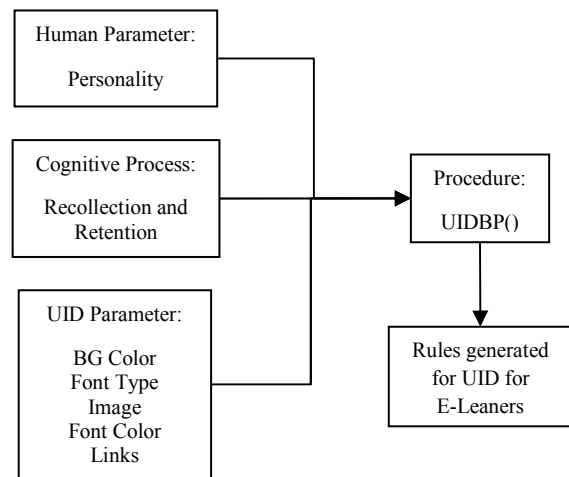 Human Parameter:
Personality
Cognitive Process:
Recollection and
Retention
UID Parameter:
BG Color
Font Type
Image
Font Color
Links
Procedure:
UIDBP()
Rules generated
for UID for
E-Leaners